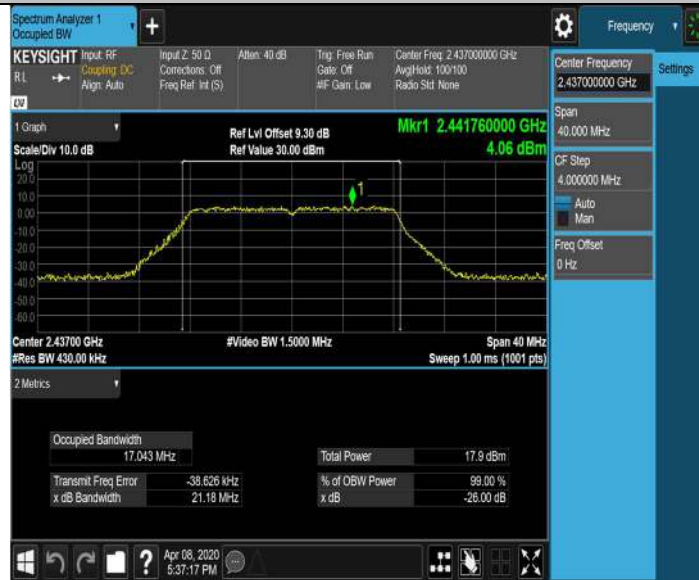 Spectrum Analyzer 1
Occupied BW
+
Frequency
KEYSIGHT
R L
Input: RF
Coupling: DC
Align: Auto
Input Z: 50 Ω
Corrections: Off
Freq Ref: Int (S)
Atten: 40 dB
Trig: Free Run
Gate: Off
#IF Gain: Low
Center Freq: 2.437000000 GHz
Avg|Hold: 100/100
Radio Std: None
Center Frequency
2.437000000 GHz
Settings
Span
40.000 MHz
CF Step
4.000000 MHz
Auto
Man
Freq Offset
0 Hz
1 Graph
Scale/Div 10.0 dB
Ref Lvl Offset 9.30 dB
Ref Value 30.00 dBm
Mkr1 2.441760000 GHz
4.06 dBm
Log
20.0
10.0
0.00
-10.0
-20.0
-30.0
-40.0
-50.0
-60.0
1
Center 2.43700 GHz
#Res BW 430.00 kHz
#Video BW 1.5000 MHz
Span 40 MHz
Sweep 1.00 ms (1001 pts)
2 Metrics
Occupied Bandwidth
17.043 MHz
Total Power 17.9 dBm
Transmit Freq Error -38.626 kHz
% of OBW Power 99.00 %
x dB Bandwidth 21.18 MHz
x dB -26.00 dB
?
Apr 08, 2020
5:37:17 PM